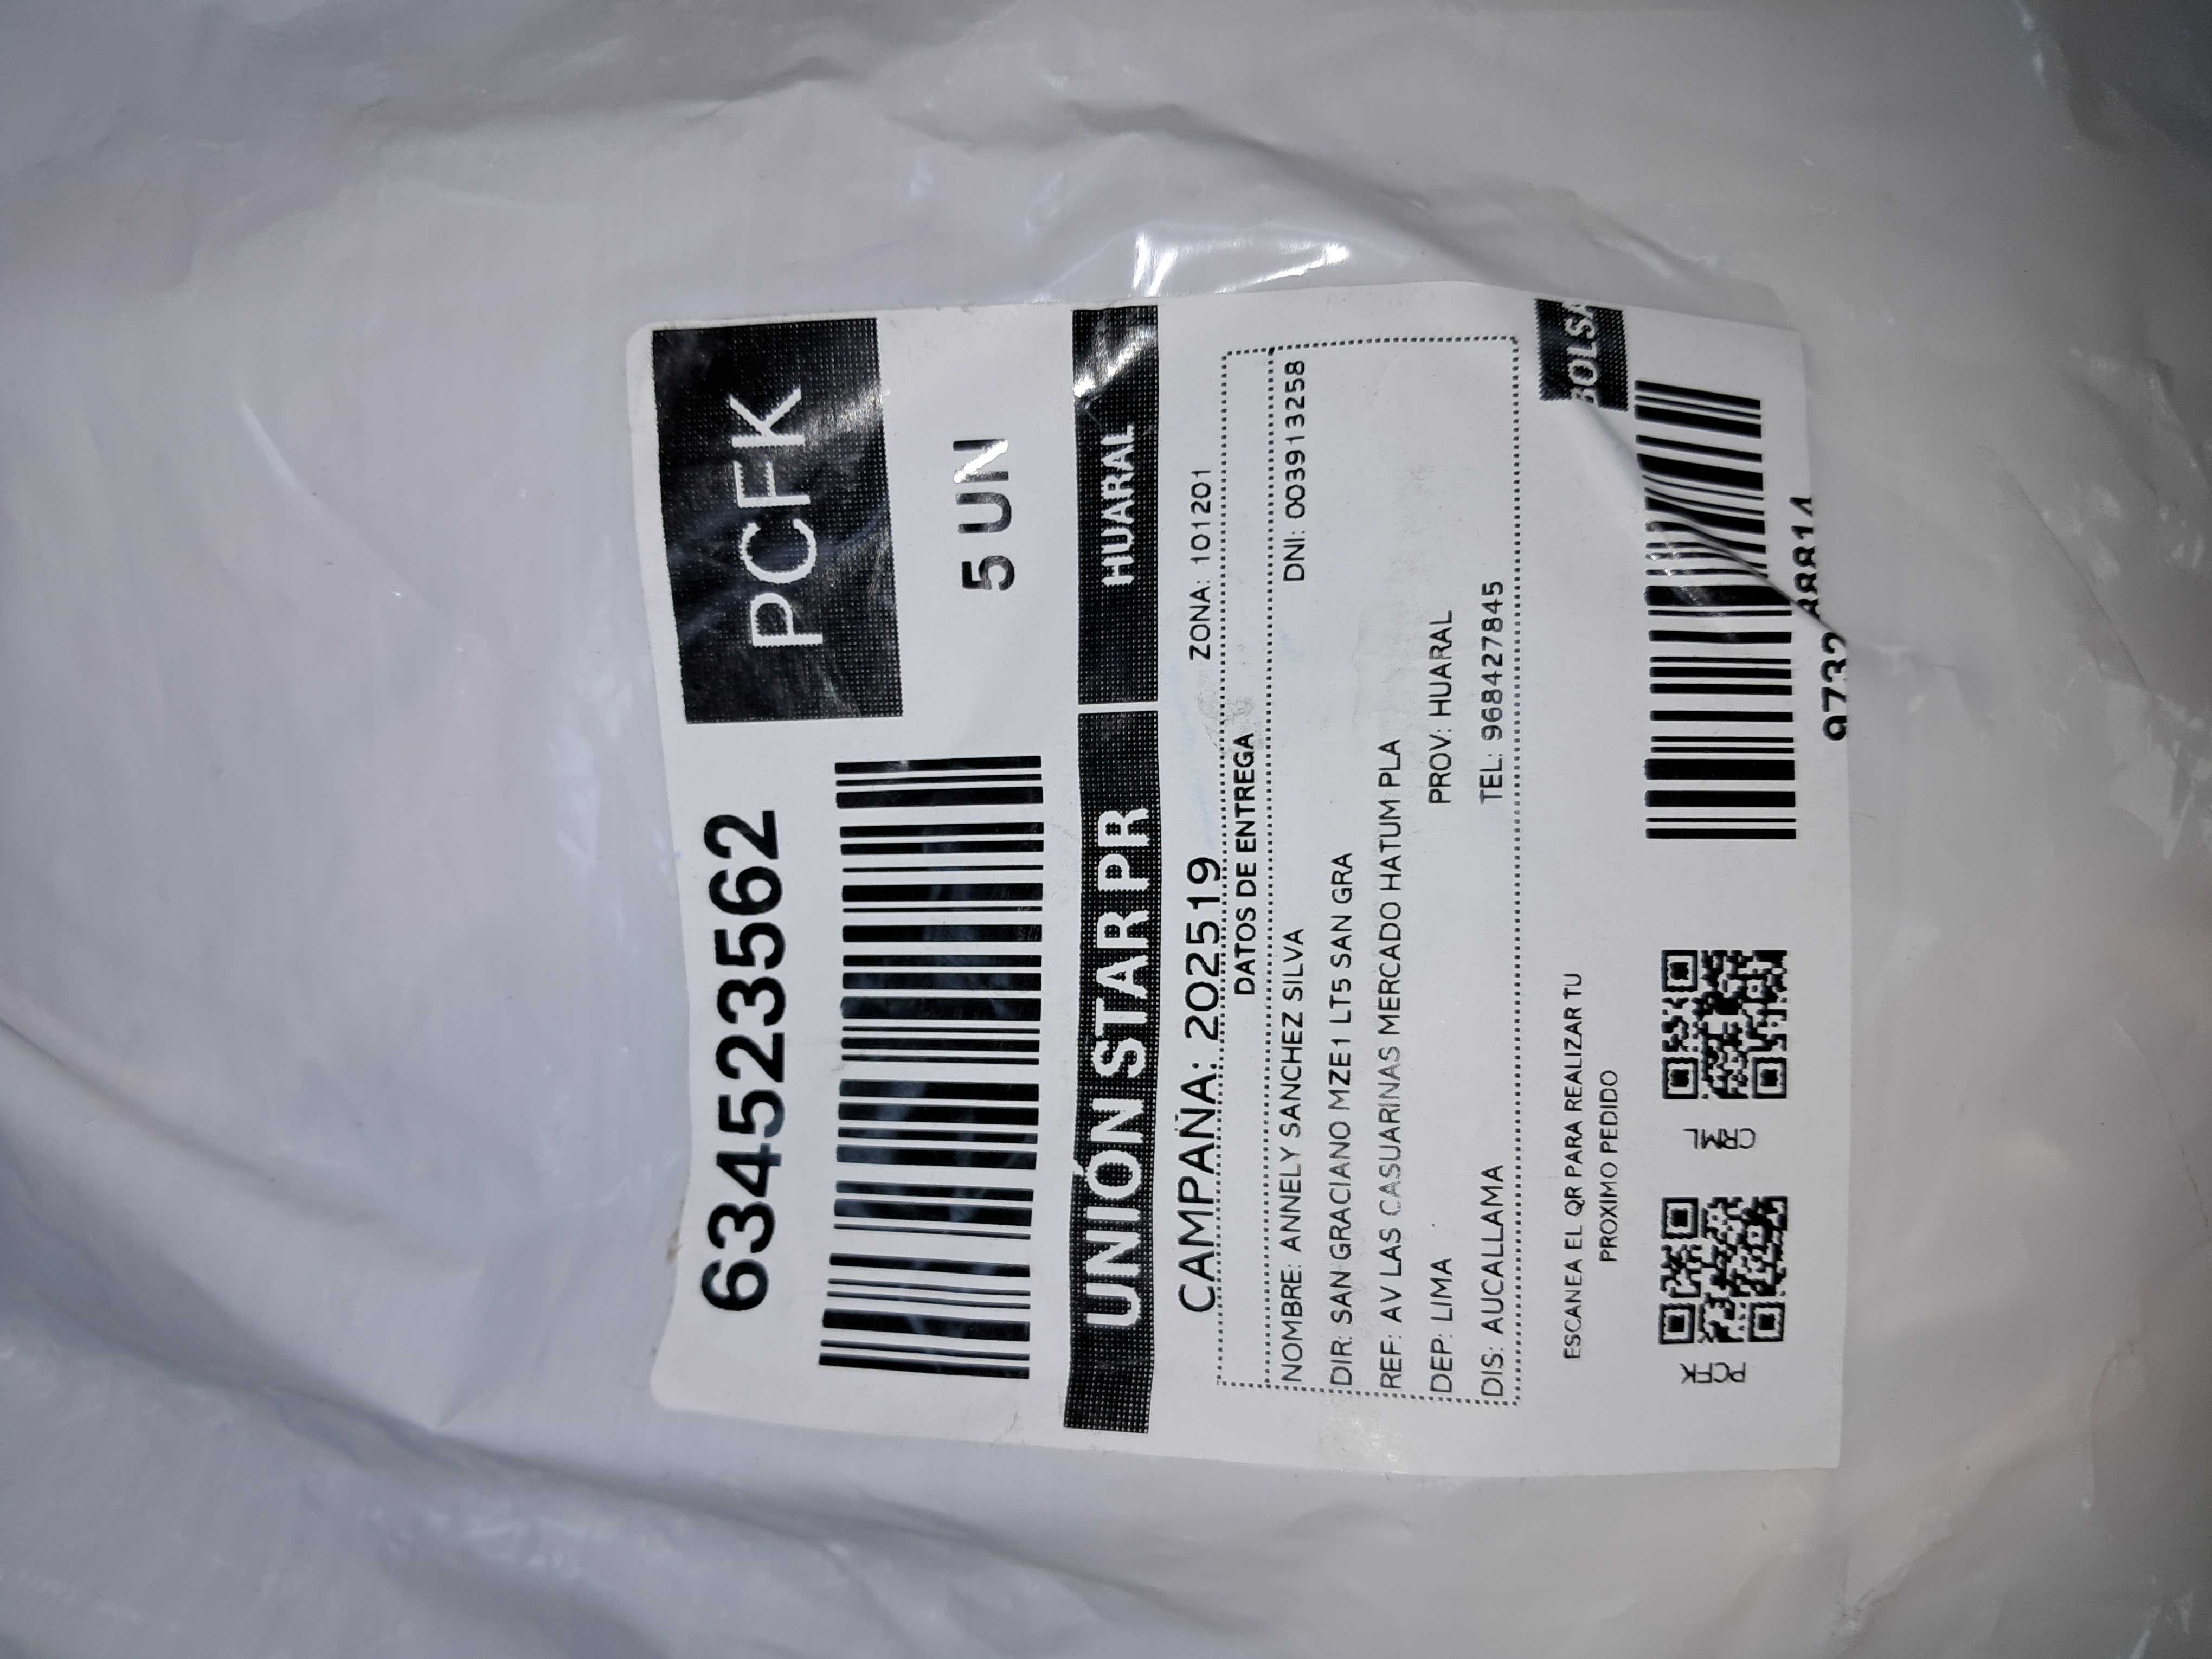 6345235​62
PCFK
5 UN
UNIÓN STAR PR
HUARAL
CAMPAÑA: 202519
ZONA: 101201
DATOS DE ENTREGA
NOMBRE: ANNELY SANCHEZ SILVA
DNI: 003913258
DIR: SAN GRACIANO MZE1 LT5 SAN GRA
REF: AV LAS CASUARINAS MERCADO HATUM PLA
DEP: LIMA
PROV: HUARAL
DIS: AUCALLAMA
TEL: 968427845
BOLSA
ESCANEA EL QR PARA REALIZAR TU
PROXIMO PEDIDO
PCFK